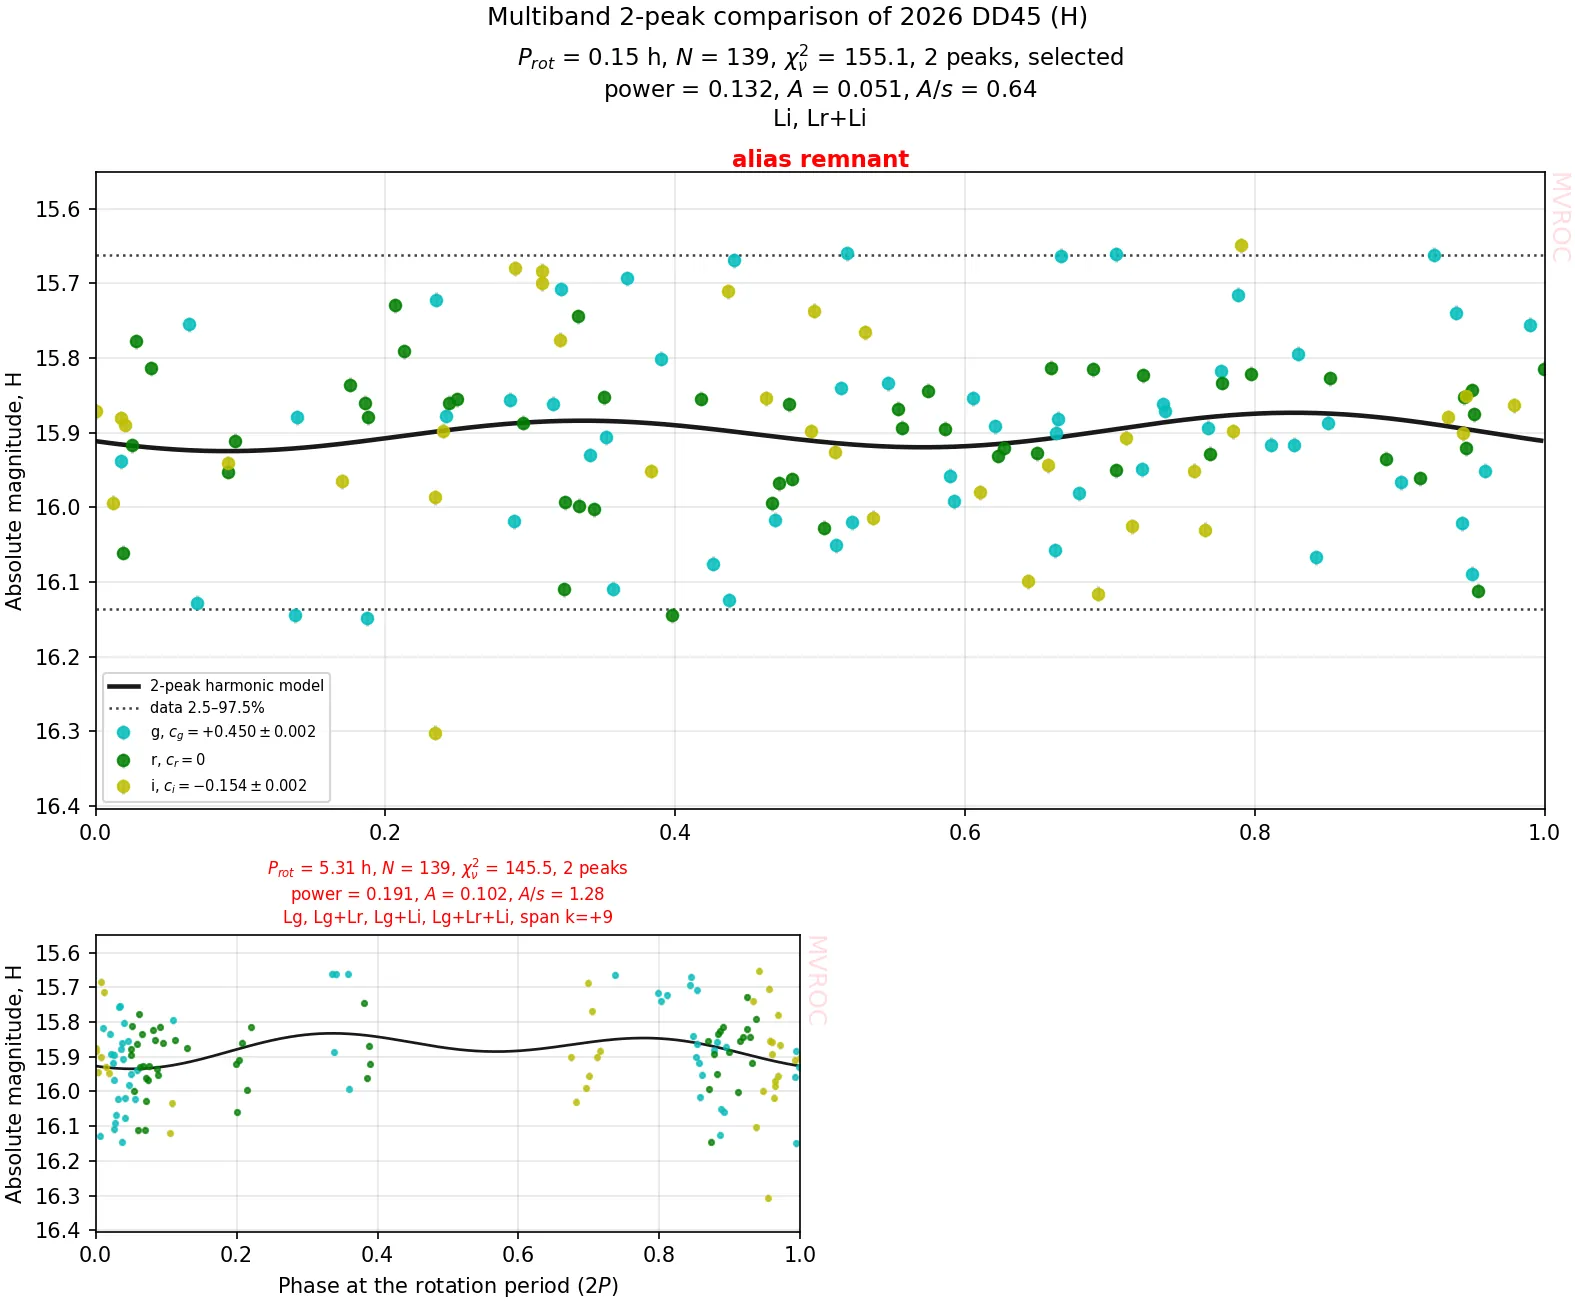 Multiband 2-peak comparison of 2026 DD45 (H)
P_rot = 0.15 h, N = 139, χ²_ν = 155.1, 2 peaks, selected
power = 0.132, A = 0.051, A/s = 0.64
Li, Lr+Li
alias remnant
MVROC
Absolute magnitude, H
15.6
15.7
15.8
15.9
16.0
16.1
16.2
16.3
16.4
2-peak harmonic model
data 2.5–97.5%
g, c_g = +0.450 ± 0.002
r, c_r = 0
i, c_i = −0.154 ± 0.002
0.0 0.2 0.4 0.6 0.8 1.0
P_rot = 5.31 h, N = 139, χ²_ν = 145.5, 2 peaks
power = 0.191, A = 0.102, A/s = 1.28
Lg, Lg+Lr, Lg+Li, Lg+Lr+Li, span k=+9
MVROC
Absolute magnitude, H
15.6
15.7
15.8
15.9
16.0
16.1
16.2
16.3
16.4
0.0 0.2 0.4 0.6 0.8 1.0
Phase at the rotation period (2P)